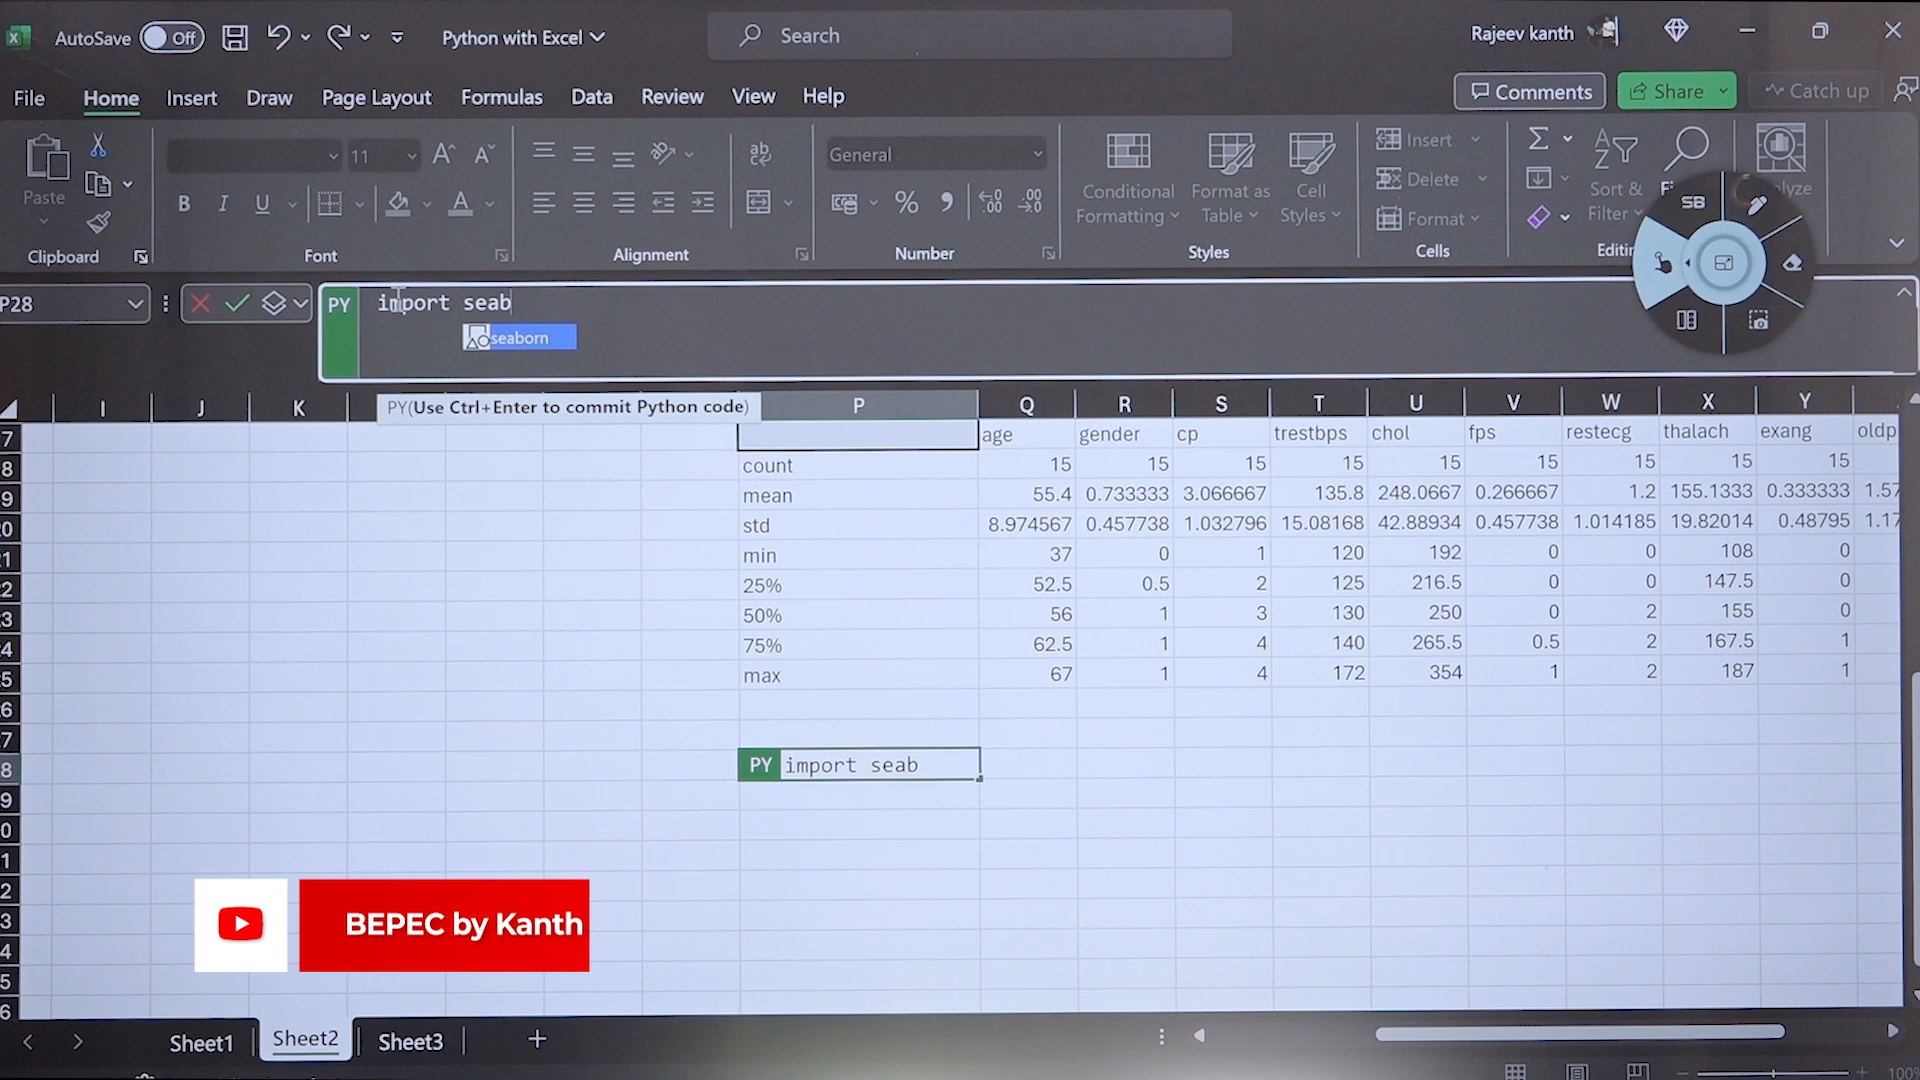 AutoSave Off Python with Excel Search Rajeev kanth
File Home Insert Draw Page Layout Formulas Data Review View Help Comments Share Catch up
Paste
Clipboard
11
B I U
Font
ab
Alignment
General
% , .00
Number
Conditional Formatting
Format as Table
Cell Styles
Styles
Insert
Delete
Format
Cells
Sort & Filter
SB
P28 PY import seab
seaborn
PY(Use Ctrl+Enter to commit Python code)
I J K P Q R S T U V W X Y
age gender cp trestbps chol fps restecg thalach exang oldp
count 15 15 15 15 15 15 15 15 15
mean 55.4 0.733333 3.066667 135.8 248.0667 0.266667 1.2 155.1333 0.333333 1.57
std 8.974567 0.457738 1.032796 15.08168 42.88934 0.457738 1.014185 19.82014 0.48795 1.17
min 37 0 1 120 192 0 0 108 0
25% 52.5 0.5 2 125 216.5 0 0 147.5 0
50% 56 1 3 130 250 0 2 155 0
75% 62.5 1 4 140 265.5 0.5 2 167.5 1
max 67 1 4 172 354 1 2 187 1
PY import seab
BEPEC by Kanth
Sheet1 Sheet2 Sheet3
100%